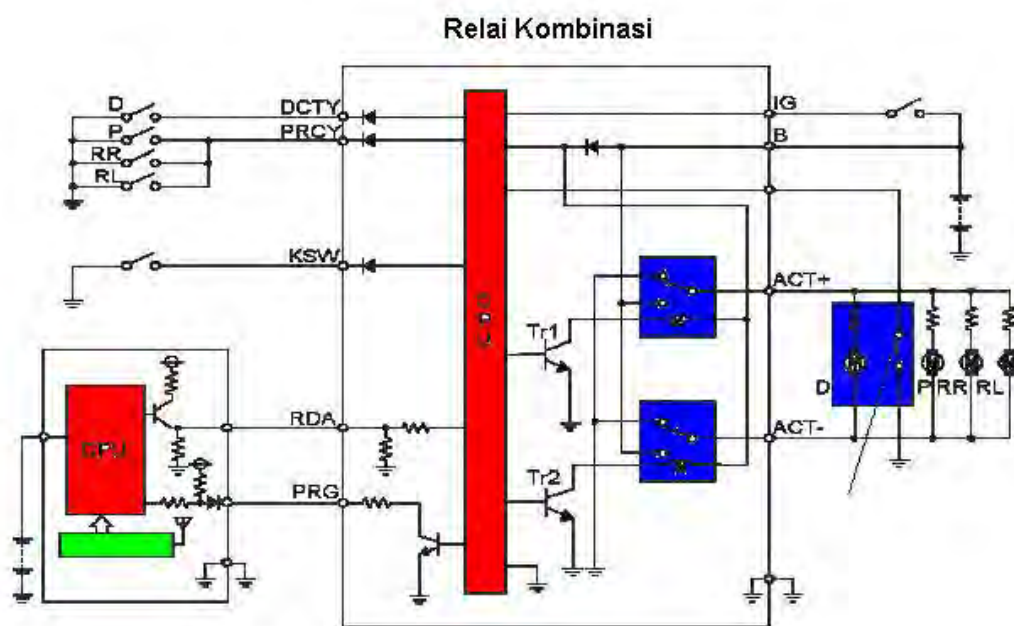 Relai Kombinasi
D DCTY IG
P PRCY B
RR
RL
KSW
ACT+
Tr1
D P RR RL
CPU RDA ACT-
Tr2
PRG